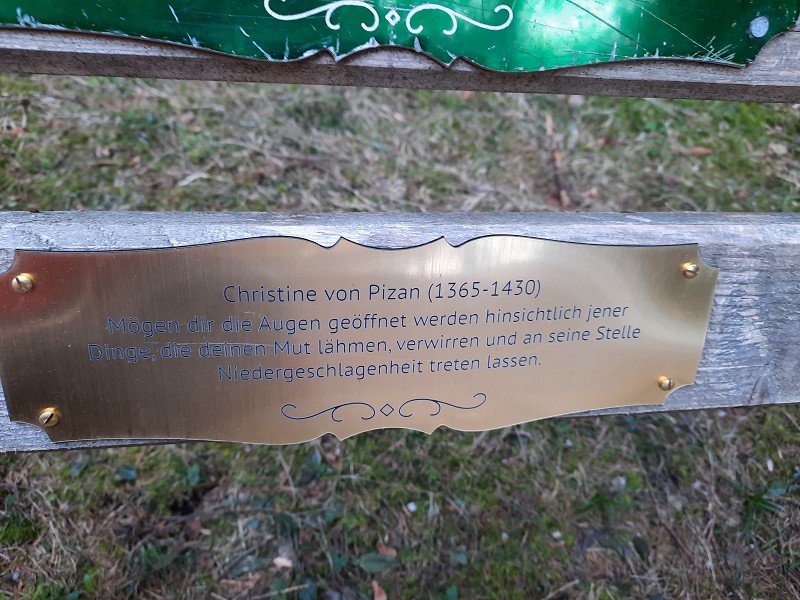 Christine von Pizan (1365-1430)
Mögen dir die Augen geöffnet werden hinsichtlich jener
Dinge, die deinen Mut lähmen, verwirren und an seine Stelle
Niedergeschlagenheit treten lassen.